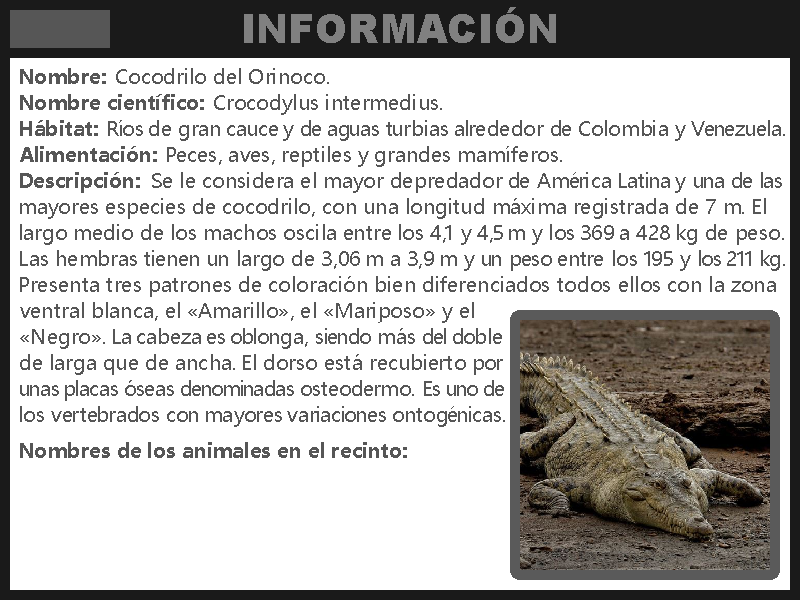 INFORMACIÓN
Nombre: Cocodrilo del Orinoco.
Nombre científico: Crocodylus intermedius.
Hábitat: Ríos de gran cauce y de aguas turbias alrededor de Colombia y Venezuela.
Alimentación: Peces, aves, reptiles y grandes mamíferos.
Descripción: Se le considera el mayor depredador de América Latina y una de las
mayores especies de cocodrilo, con una longitud máxima registrada de 7 m. El
largo medio de los machos oscila entre los 4,1 y 4,5 m y los 369 a 428 kg de peso.
Las hembras tienen un largo de 3,06 m a 3,9 m y un peso entre los 195 y los 211 kg.
Presenta tres patrones de coloración bien diferenciados todos ellos con la zona
ventral blanca, el «Amarillo», el «Mariposo» y el
«Negro». La cabeza es oblonga, siendo más del doble
de larga que de ancha. El dorso está recubierto por
unas placas óseas denominadas osteodermo. Es uno de
los vertebrados con mayores variaciones ontogénicas.
Nombres de los animales en el recinto: